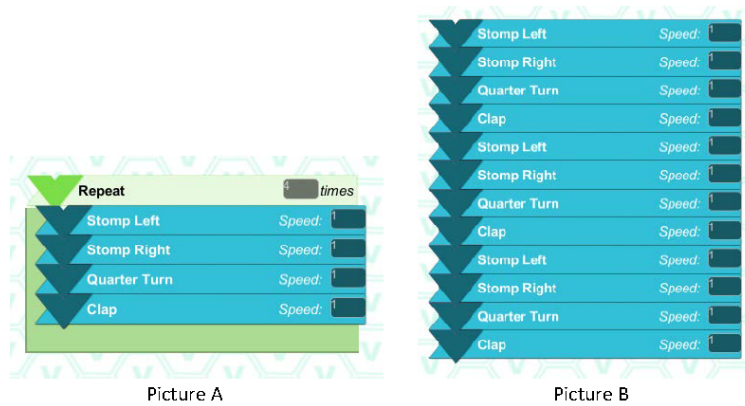 Repeat 4 times
Stomp Left Speed: 1
Stomp Right Speed: 1
Quarter Turn Speed: 1
Clap Speed: 1
Picture A
Stomp Left Speed: 1
Stomp Right Speed: 1
Quarter Turn Speed: 1
Clap Speed: 1
Stomp Left Speed: 1
Stomp Right Speed: 1
Quarter Turn Speed: 1
Clap Speed: 1
Stomp Left Speed: 1
Stomp Right Speed: 1
Quarter Turn Speed: 1
Clap Speed: 1
Picture B